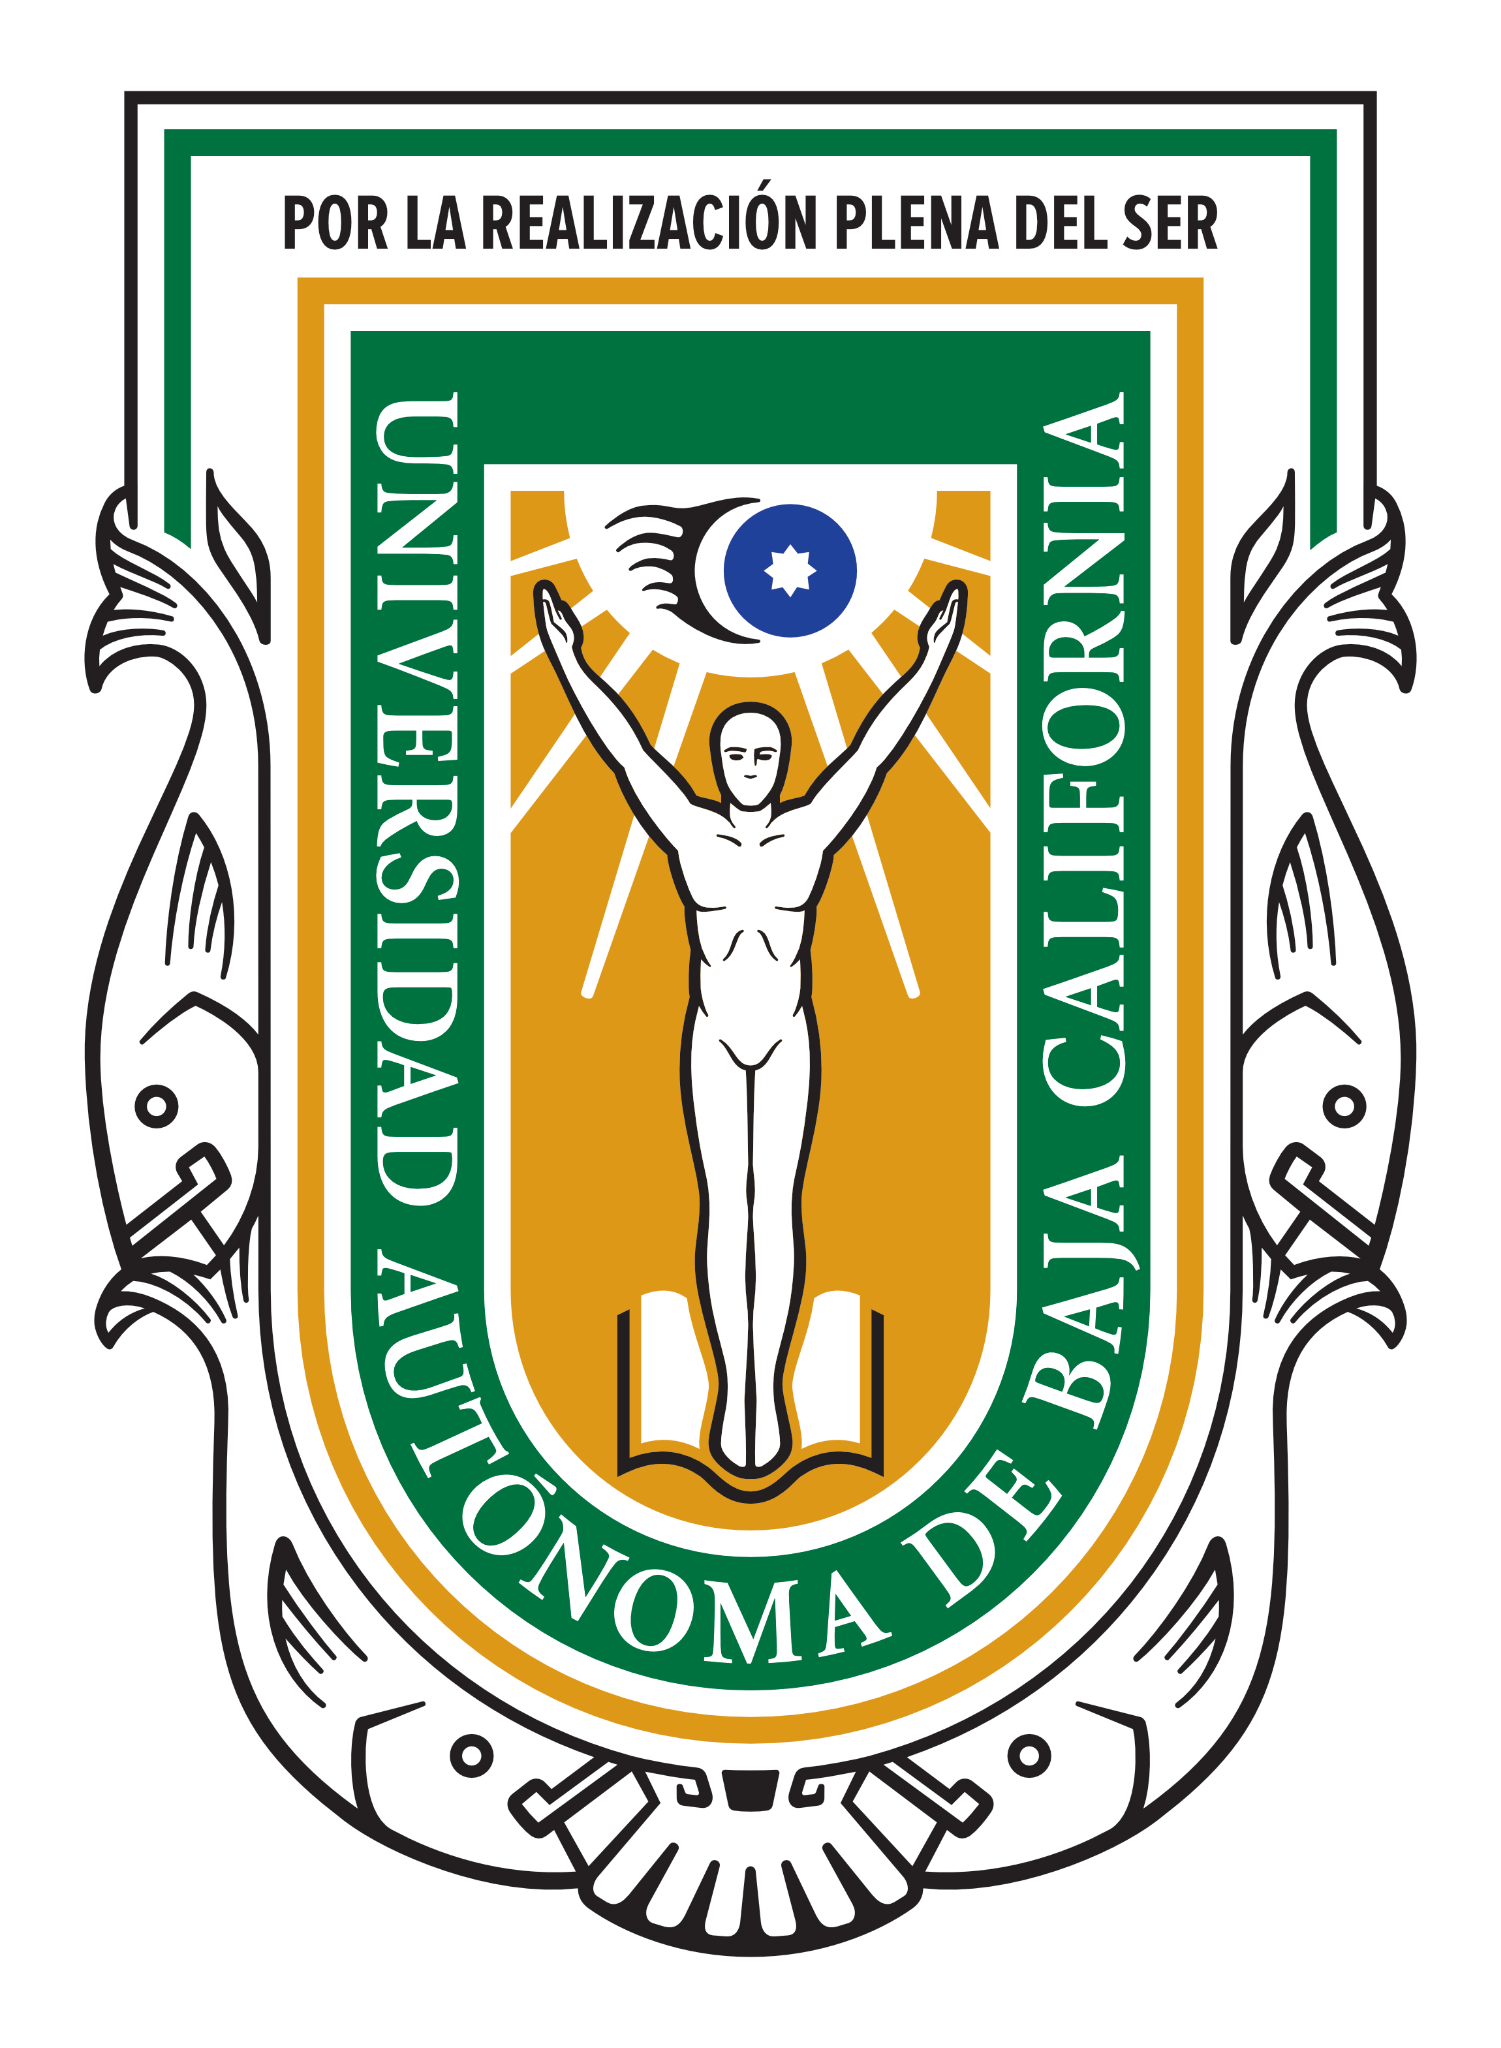 POR LA REALIZACIÓN PLENA DEL SER
UNIVERSIDAD AUTÓNOMA DE BAJA CALIFORNIA